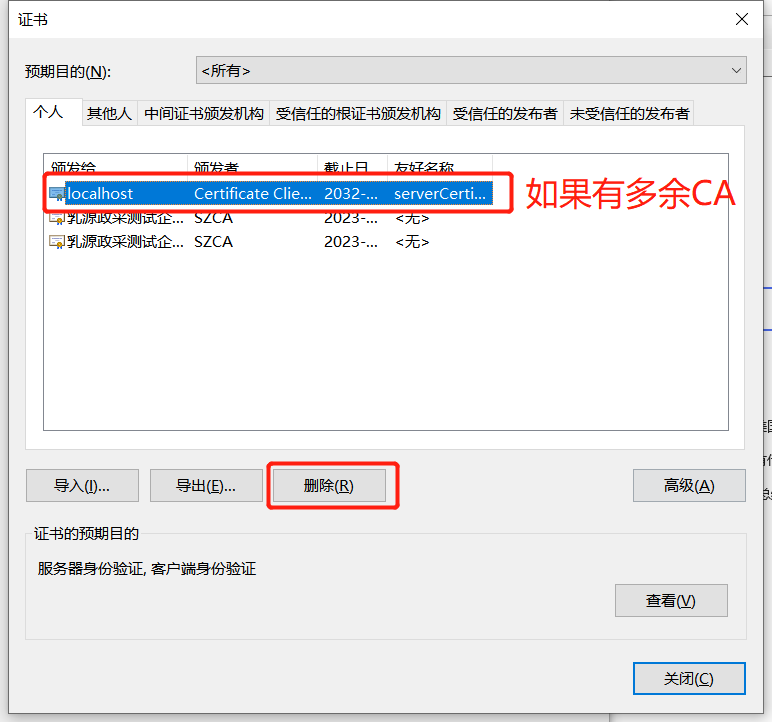 证书
预期目的(N):
<所有>
个人 其他人 中间证书颁发机构 受信任的根证书颁发机构 受信任的发布者 未受信任的发布者
颁发给 颁发者 截止日 友好名称
localhost Certificate Clie... 2032-... serverCerti...
如果有多余CA
乳源政采测试企... SZCA 2023-... <无>
乳源政采测试企... SZCA 2023-... <无>
导入(I)... 导出(E)... 删除(R) 高级(A)
证书的预期目的
服务器身份验证, 客户端身份验证
查看(V)
关闭(C)